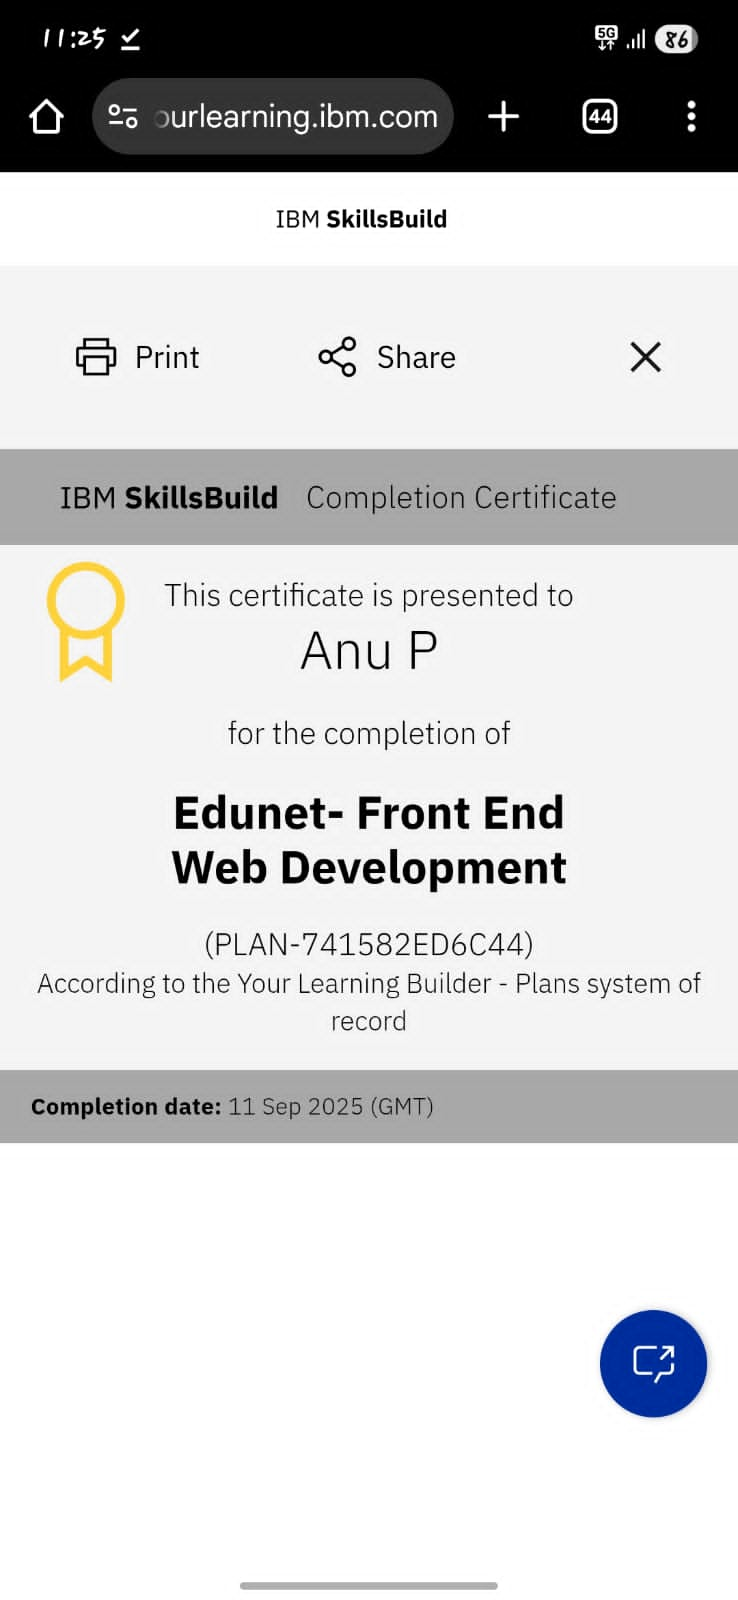 11:25
5G
86
ourlearning.ibm.com
44
IBM SkillsBuild
Print
Share
IBM SkillsBuild Completion Certificate
This certificate is presented to
Anu P
for the completion of
Edunet- Front End
Web Development
(PLAN-741582ED6C44)
According to the Your Learning Builder - Plans system of
record
Completion date: 11 Sep 2025 (GMT)